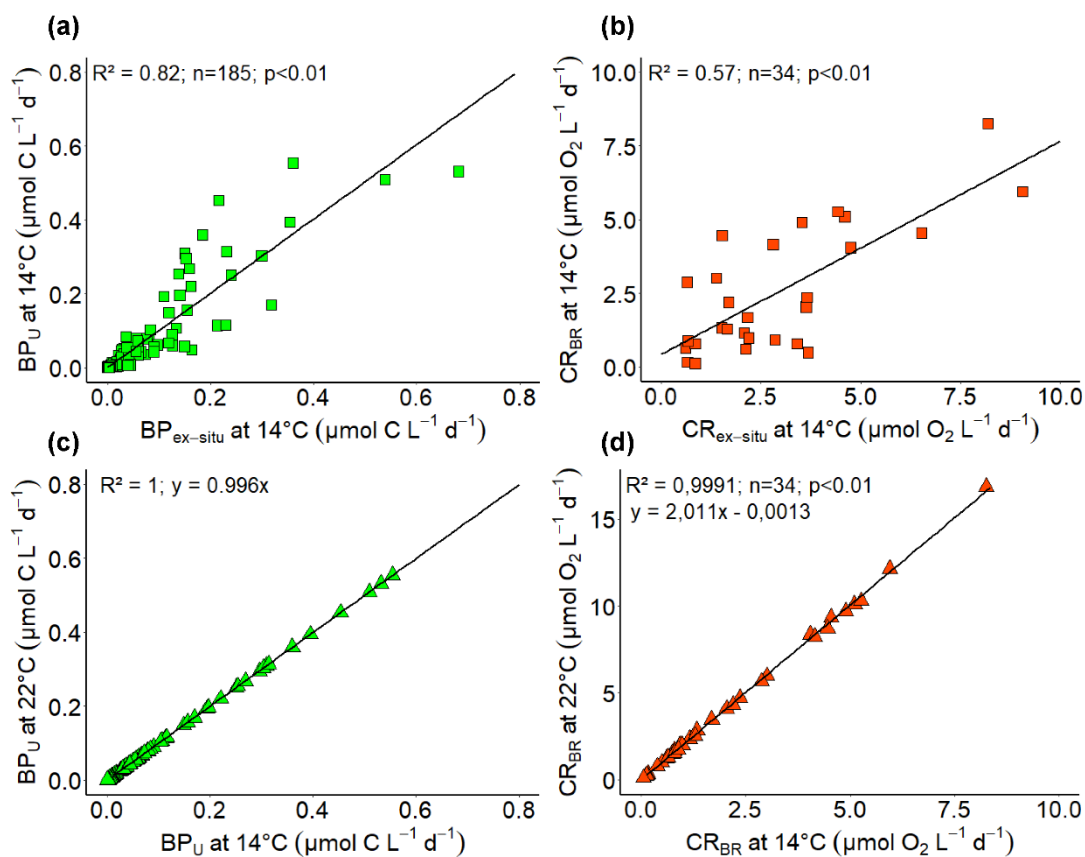 (a)
R² = 0.82; n=185; p<0.01
BP_U at 14°C (µmol C L⁻¹ d⁻¹)
0.8
0.6
0.4
0.2
0.0
0.0 0.2 0.4 0.6 0.8
BP_ex−situ at 14°C (µmol C L⁻¹ d⁻¹)
(b)
R² = 0.57; n=34; p<0.01
CR_BR at 14°C (µmol O₂ L⁻¹ d⁻¹)
10.0
7.5
5.0
2.5
0.0
0.0 2.5 5.0 7.5 10.0
CR_ex−situ at 14°C (µmol O₂ L⁻¹ d⁻¹)
(c)
R² = 1; y = 0.996x
BP_U at 22°C (µmol C L⁻¹ d⁻¹)
0.8
0.6
0.4
0.2
0.0
0.0 0.2 0.4 0.6 0.8
BP_U at 14°C (µmol C L⁻¹ d⁻¹)
(d)
R² = 0,9991; n=34; p<0.01
y = 2,011x - 0,0013
CR_BR at 22°C (µmol O₂ L⁻¹ d⁻¹)
15
10
5
0
0.0 2.5 5.0 7.5 10.0
CR_BR at 14°C (µmol O₂ L⁻¹ d⁻¹)